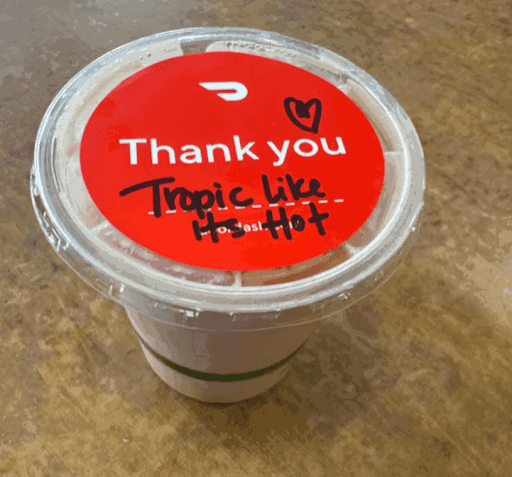 Thank you
Tropic like
Its Hot